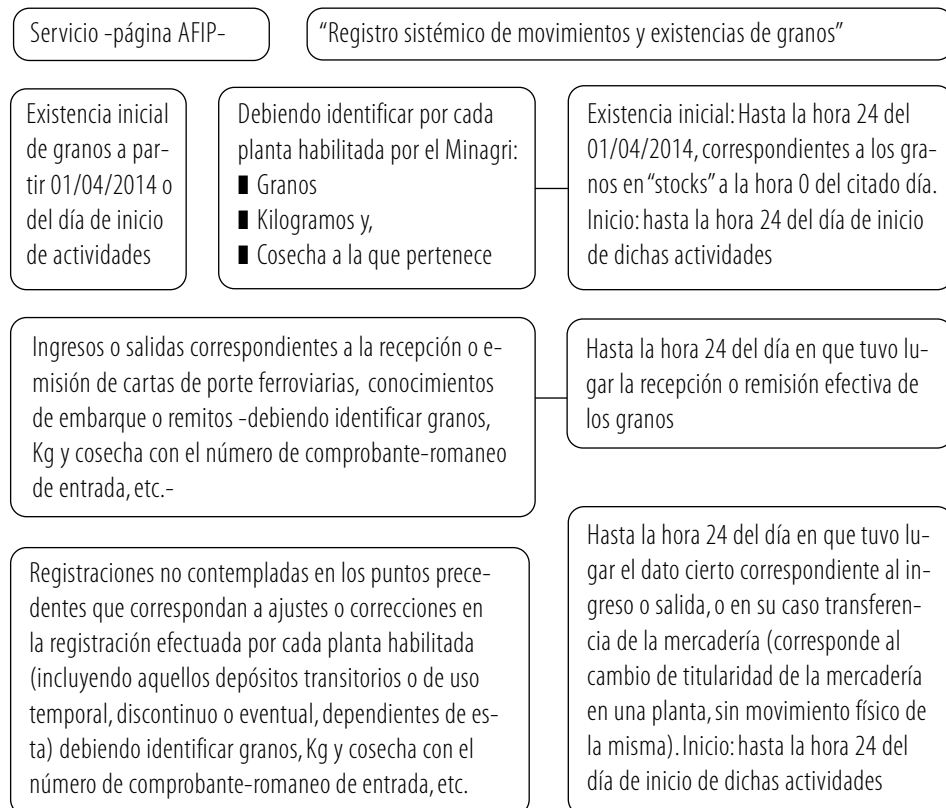 Servicio -página AFIP-
“Registro sistémico de movimientos y existencias de granos”
Existencia inicial
de granos a par-
tir 01/04/2014 o
del día de inicio
de actividades
Debiendo identificar por cada
planta habilitada por el Minagri:
■ Granos
■ Kilogramos y,
■ Cosecha a la que pertenece
Existencia inicial: Hasta la hora 24 del
01/04/2014, correspondientes a los gra-
nos en “stocks” a la hora 0 del citado día.
Inicio: hasta la hora 24 del día de inicio
de dichas actividades
Ingresos o salidas correspondientes a la recepción o e-
misión de cartas de porte ferroviarias, conocimientos
de embarque o remitos -debiendo identificar granos,
Kg y cosecha con el número de comprobante-romaneo
de entrada, etc.-
Hasta la hora 24 del día en que tuvo lu-
gar la recepción o remisión efectiva de
los granos
Registraciones no contempladas en los puntos prece-
dentes que correspondan a ajustes o correcciones en
la registración efectuada por cada planta habilitada
(incluyendo aquellos depósitos transitorios o de uso
temporal, discontinuo o eventual, dependientes de es-
ta) debiendo identificar granos, Kg y cosecha con el
número de comprobante-romaneo de entrada, etc.
Hasta la hora 24 del día en que tuvo lu-
gar el dato cierto correspondiente al in-
greso o salida, o en su caso transferen-
cia de la mercadería (corresponde al
cambio de titularidad de la mercadería
en una planta, sin movimiento físico de
la misma). Inicio: hasta la hora 24 del
día de inicio de dichas actividades